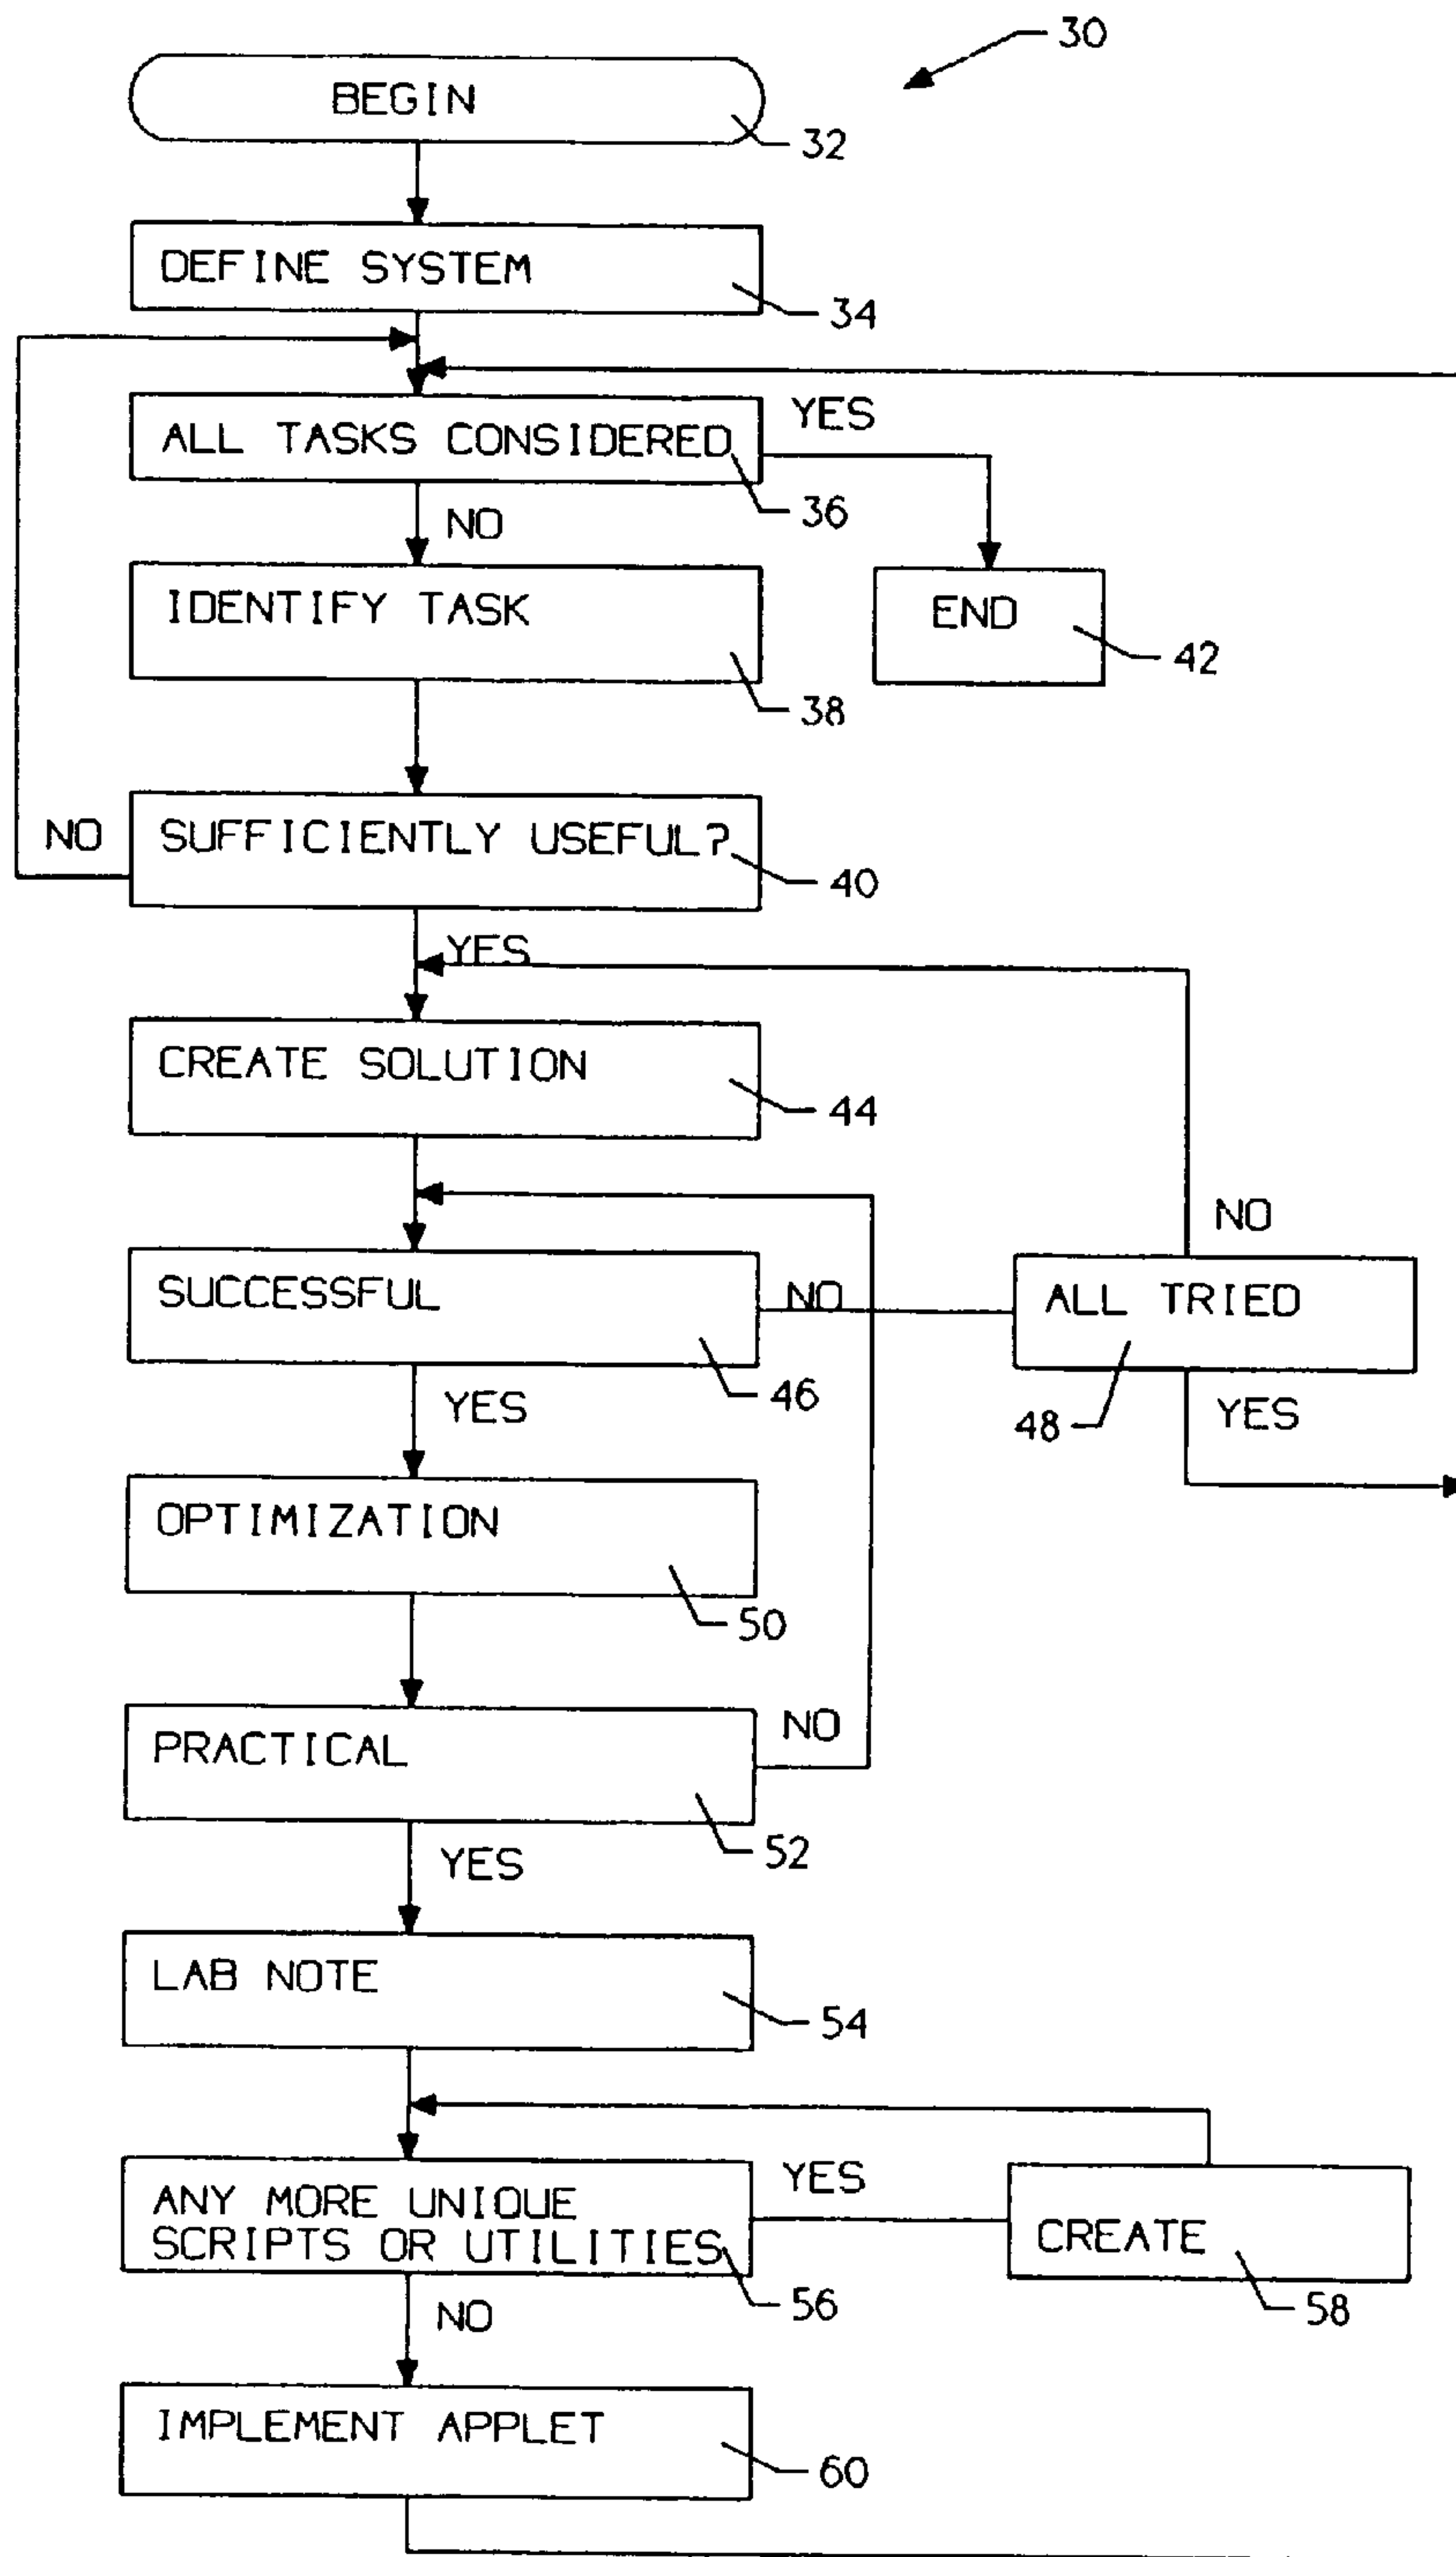 30
BEGIN
32
DEFINE SYSTEM
34
YES
ALL TASKS CONSIDERED
36
NO
IDENTIFY TASK
38
END
42
NO
SUFFICIENTLY USEFUL?
40
YES
CREATE SOLUTION
44
NO
SUCCESSFUL
46
NO
ALL TRIED
48
YES
YES
OPTIMIZATION
50
PRACTICAL
52
NO
YES
LAB NOTE
54
ANY MORE UNIQUE
SCRIPTS OR UTILITIES
56
YES
CREATE
58
NO
IMPLEMENT APPLET
60